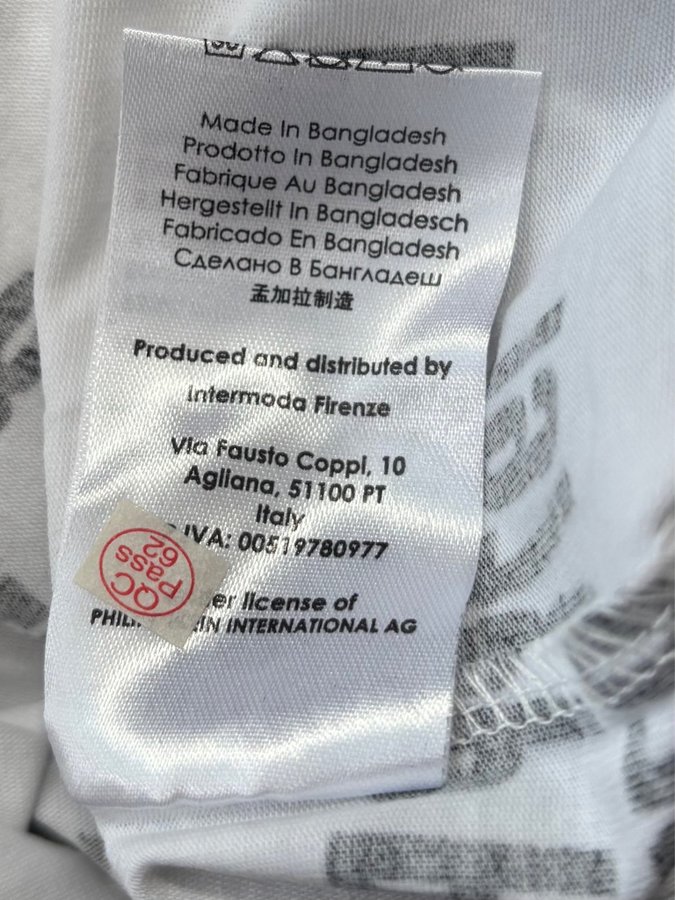 30
Made In Bangladesh
Prodotto In Bangladesh
Fabrique Au Bangladesh
Hergestellt In Bangladesch
Fabricado En Bangladesh
Сделано В Бангладеш
孟加拉制造
Produced and distributed by
Intermoda Firenze
Via Fausto Coppi, 10
Agliana, 51100 PT
Italy
IVA: 00519780977
QC
Pass
62
license of
INTERNATIONAL AG